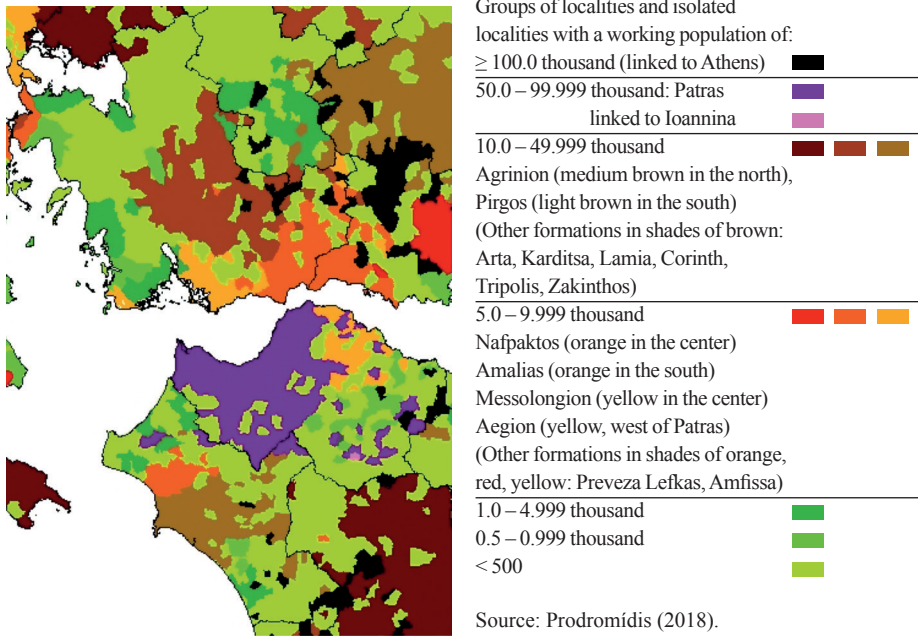 Groups of localities and isolated
localities with a working population of:
≥ 100.0 thousand (linked to Athens)
50.0 – 99.999 thousand: Patras
linked to Ioannina
10.0 – 49.999 thousand
Agrinion (medium brown in the north),
Pirgos (light brown in the south)
(Other formations in shades of brown:
Arta, Karditsa, Lamia, Corinth,
Tripolis, Zakinthos)
5.0 – 9.999 thousand
Nafpaktos (orange in the center)
Amalias (orange in the south)
Messolongion (yellow in the center)
Aegion (yellow, west of Patras)
(Other formations in shades of orange,
red, yellow: Preveza Lefkas, Amfissa)
1.0 – 4.999 thousand
0.5 – 0.999 thousand
< 500
Source: Prodromídis (2018).